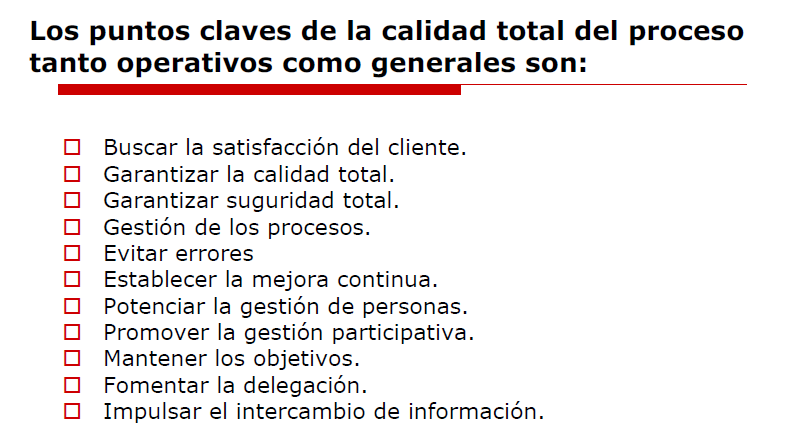 Los puntos claves de la calidad total del proceso
tanto operativos como generales son:
Buscar la satisfacción del cliente.
Garantizar la calidad total.
Garantizar suguridad total.
Gestión de los procesos.
Evitar errores
Establecer la mejora continua.
Potenciar la gestión de personas.
Promover la gestión participativa.
Mantener los objetivos.
Fomentar la delegación.
Impulsar el intercambio de información.